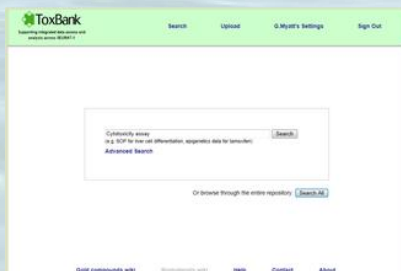 ToxBank
Supporting integrated data access and
analysis across SEURAT-1
Search Upload G.Myatt's Settings Sign Out
Cytotoxicity assay Search
(e.g. SOP for liver cell differentiation, epigenetics data for tamoxifen)
Advanced Search
Or browse through the entire repository Search All
Gold compounds wiki Help Contact About